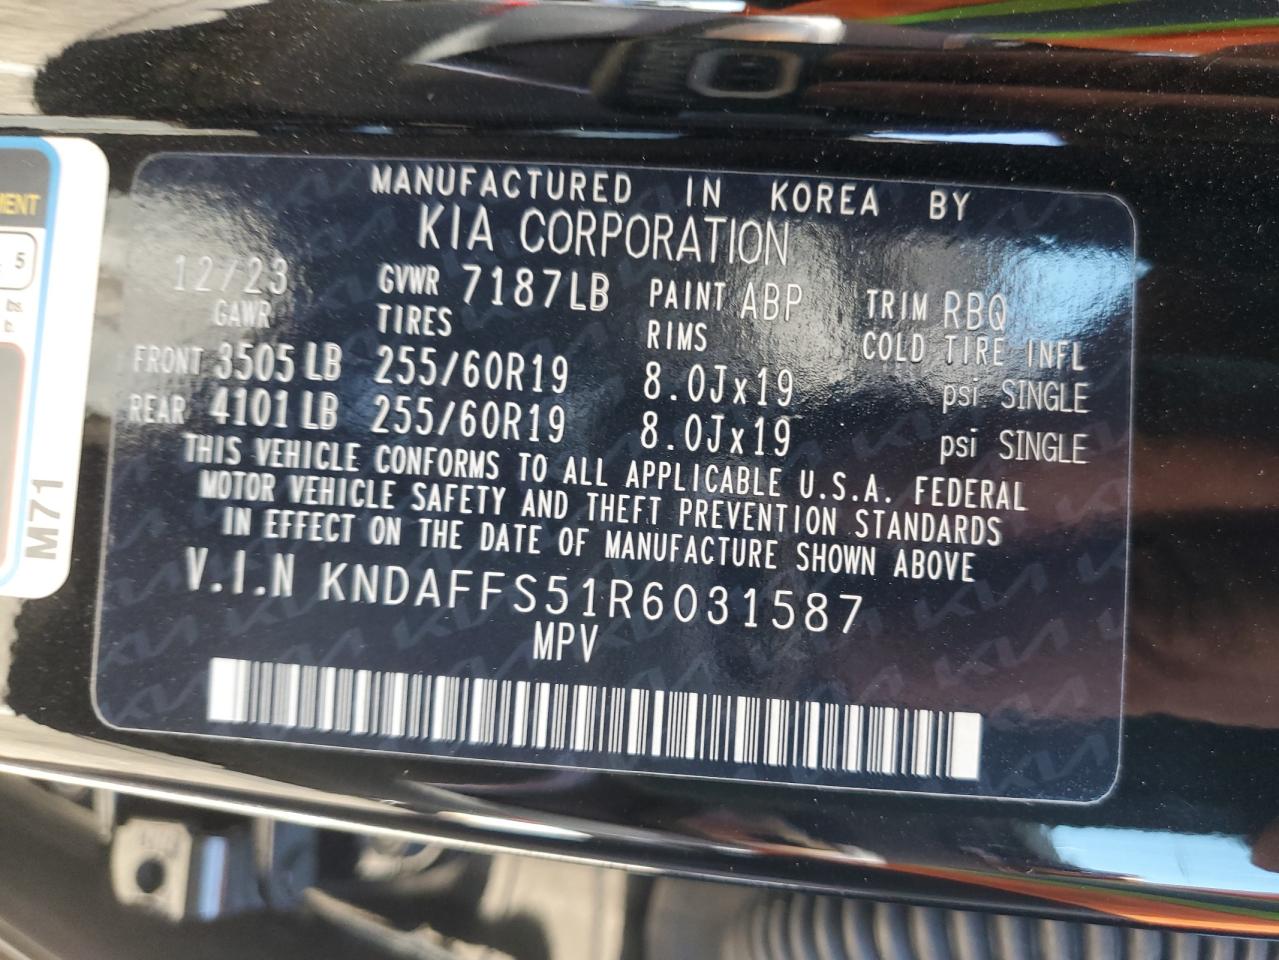 MANUFACTURED IN KOREA BY
KIA CORPORATION
12/23 GVWR 7187LB PAINT ABP TRIM RBQ
GAWR TIRES RIMS COLD TIRE INFL
FRONT 3505 LB 255/60R19 8.0Jx19 psi SINGLE
REAR 4101 LB 255/60R19 8.0Jx19 psi SINGLE
THIS VEHICLE CONFORMS TO ALL APPLICABLE U.S.A. FEDERAL
MOTOR VEHICLE SAFETY AND THEFT PREVENTION STANDARDS
IN EFFECT ON THE DATE OF MANUFACTURE SHOWN ABOVE
V.I.N KNDAFFS51R6031587
MPV
5
M71